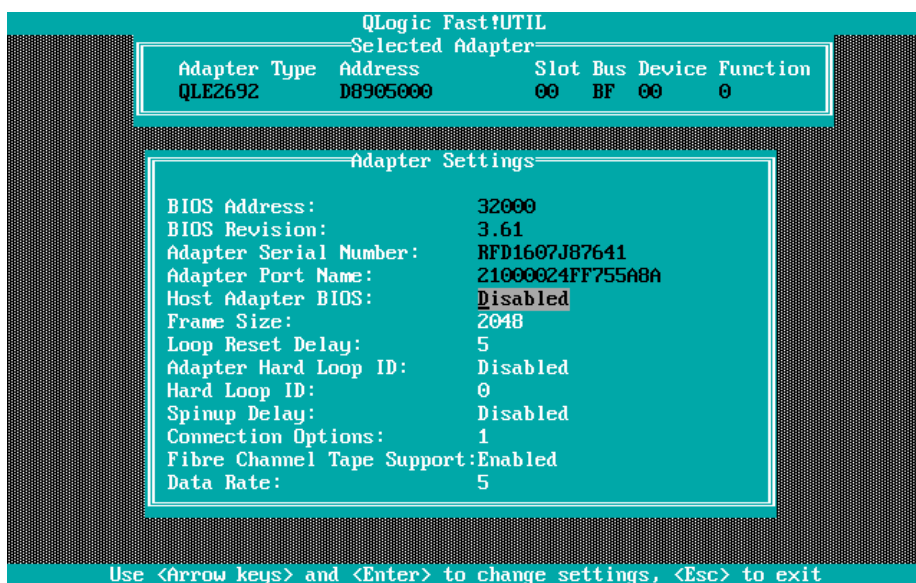 QLogic Fast!UTIL
Selected Adapter
Adapter Type Address Slot Bus Device Function
QLE2692 D8905000 00 BF 00 0
Adapter Settings
BIOS Address: 32000
BIOS Revision: 3.61
Adapter Serial Number: RFD1607J87641
Adapter Port Name: 21000024FF755A8A
Host Adapter BIOS: Disabled
Frame Size: 2048
Loop Reset Delay: 5
Adapter Hard Loop ID: Disabled
Hard Loop ID: 0
Spinup Delay: Disabled
Connection Options: 1
Fibre Channel Tape Support:Enabled
Data Rate: 5
Use <Arrow keys> and <Enter> to change settings, <Esc> to exit